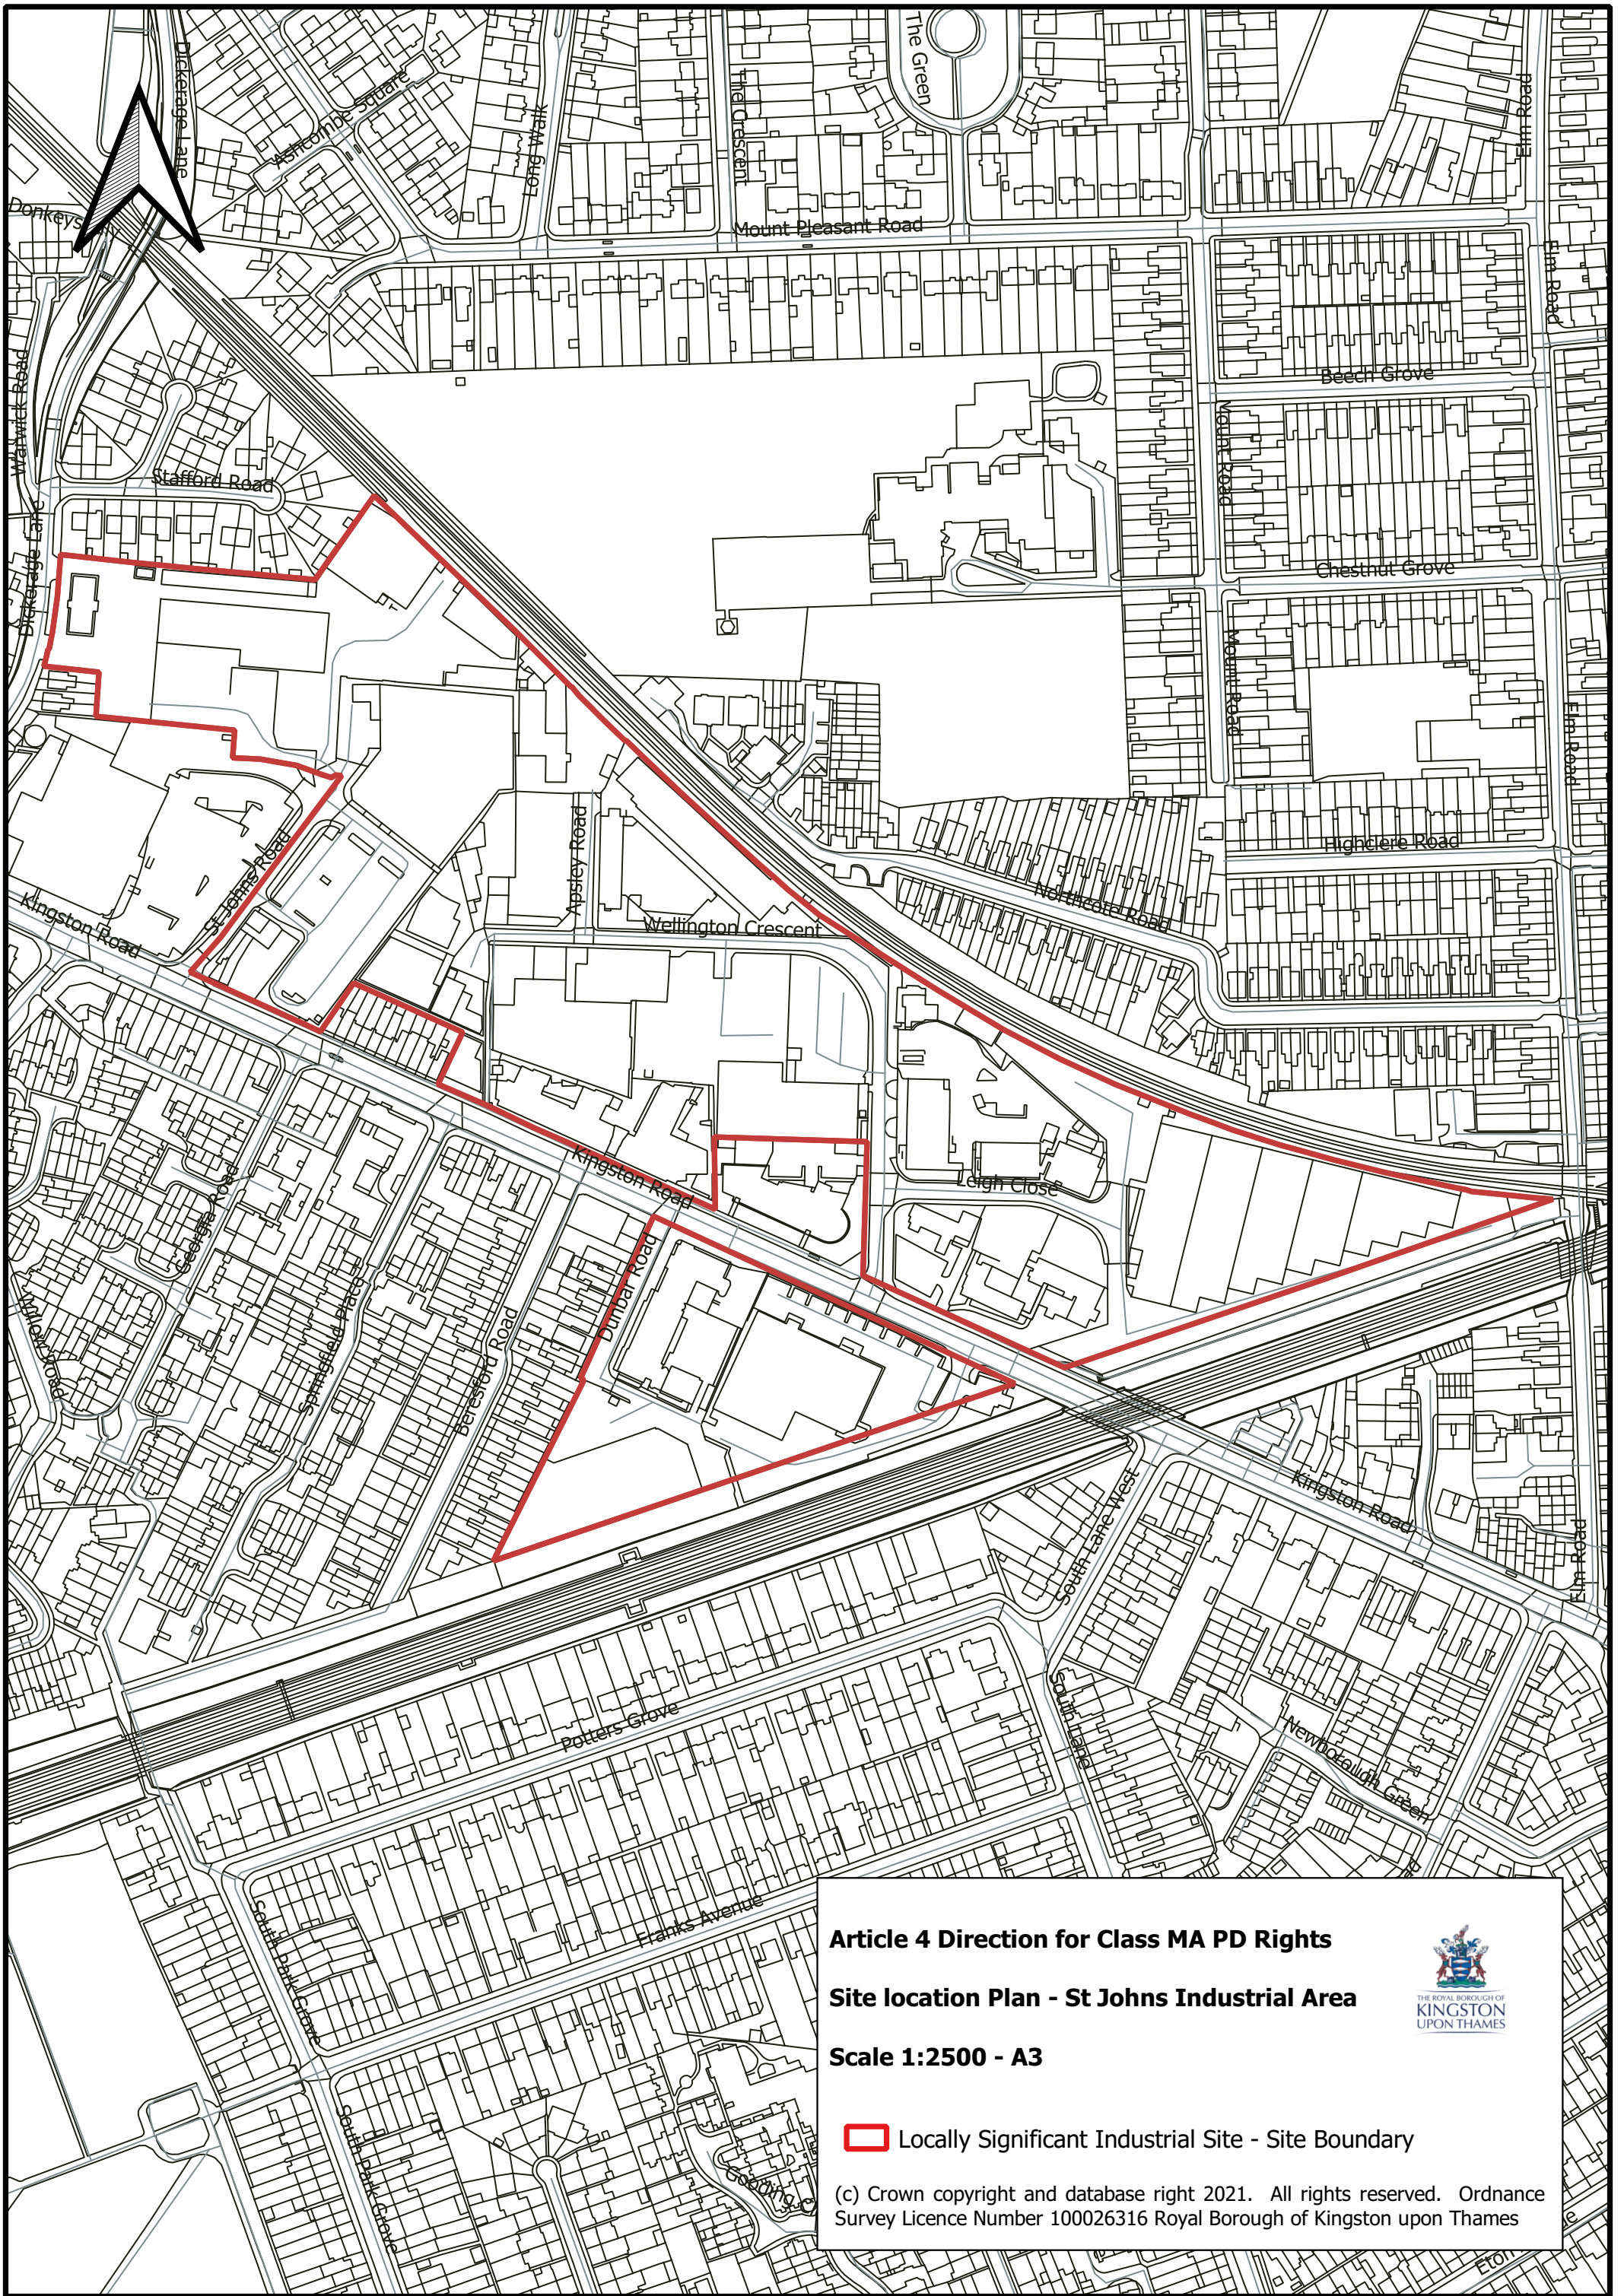 Dickerage Lane
Ashcombe Square
Long Walk
The Crescent
The Green
Elm Road
Donkeys
Mount Pleasant Road
Elm Road
Warwick Road
Beech Grove
Mount Road
Stafford Road
Dickerage Lane
Chestnut Grove
Mount Road
Elm Road
Apsley Road
Highclere Road
St Johns Road
Northcote Road
Kingston Road
Wellington Crescent
Kingston Road
Leigh Close
Georgia Road
Dunbar Road
Willow Road
Springfield Place
Beresford Road
Kingston Road
South Lane West
Elm Road
South Lane
Potters Grove
Newborough Green
Franks Avenue
South Park Grove
South Park Grove
Gooding C
Article 4 Direction for Class MA PD Rights
Site location Plan - St Johns Industrial Area
Scale 1:2500 - A3
THE ROYAL BOROUGH OF
KINGSTON
UPON THAMES
Locally Significant Industrial Site - Site Boundary
(c) Crown copyright and database right 2021. All rights reserved. Ordnance
Survey Licence Number 100026316 Royal Borough of Kingston upon Thames